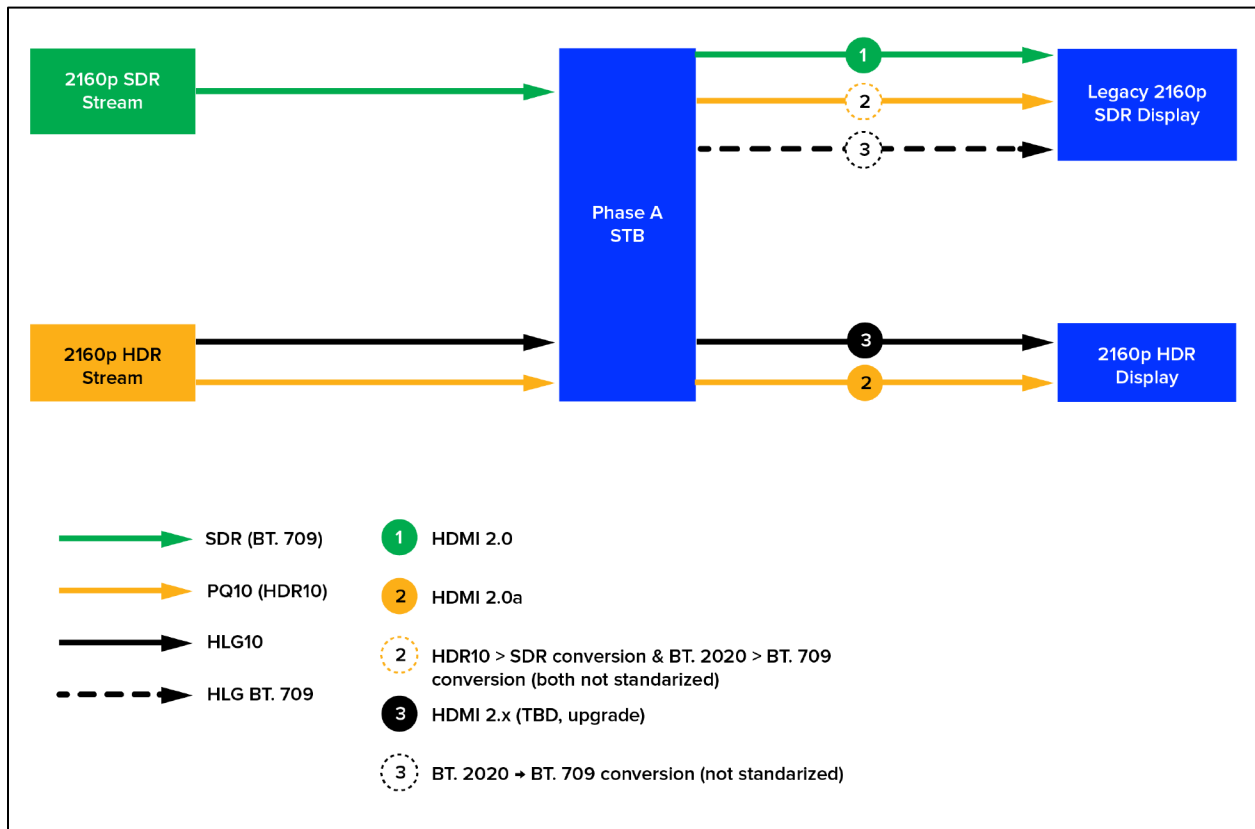 2160p SDR
Stream
1
2
3
Legacy 2160p
SDR Display
Phase A
STB
2160p HDR
Stream
3
2
2160p HDR
Display
SDR (BT. 709)
PQ10 (HDR10)
HLG10
HLG BT. 709
1 HDMI 2.0
2 HDMI 2.0a
2 HDR10 > SDR conversion & BT. 2020 > BT. 709
conversion (both not standarized)
3 HDMI 2.x (TBD, upgrade)
3 BT. 2020 → BT. 709 conversion (not standarized)